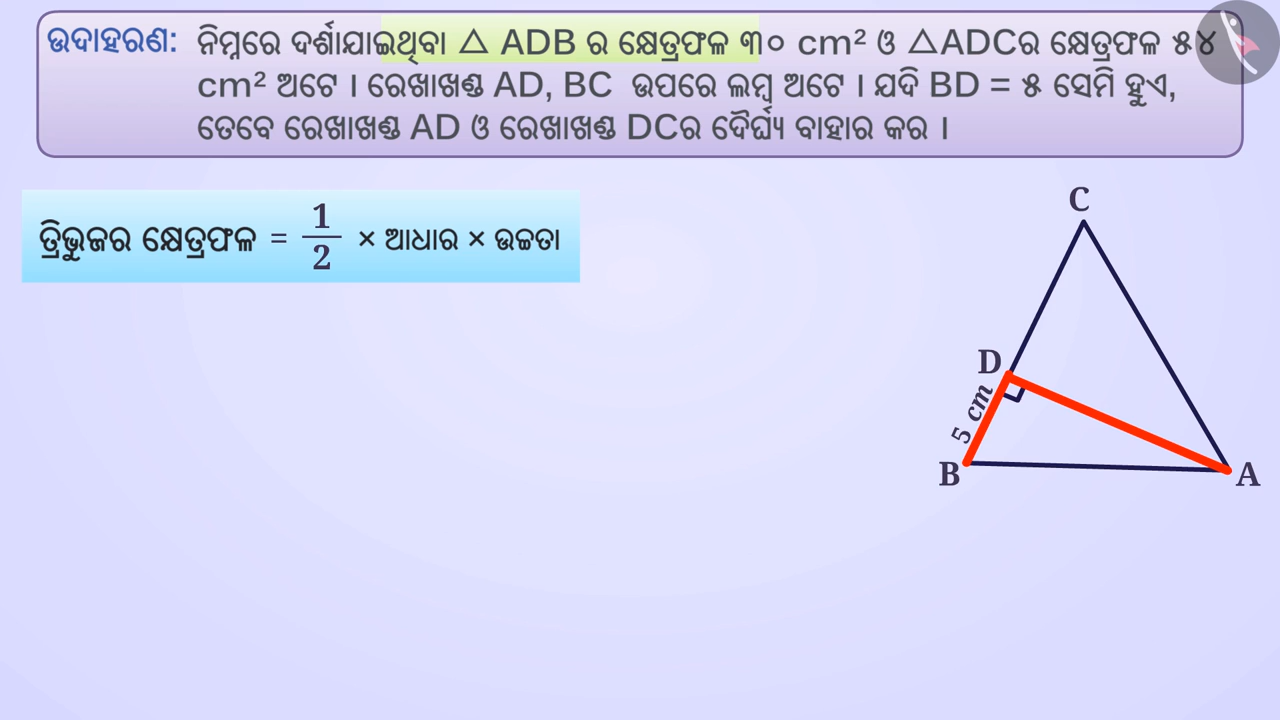 ଉଦାହରଣ: ନିମ୍ନରେ ଦର୍ଶାଯାଇଥିବା △ ADB ର କ୍ଷେତ୍ରଫଳ ୩୦ cm² ଓ △ADCର କ୍ଷେତ୍ରଫଳ ୫୪
cm² ଅଟେ । ରେଖାଖଣ୍ଡ AD, BC ଉପରେ ଲମ୍ବ ଅଟେ । ଯଦି BD = ୫ ସେମି ହୁଏ,
ତେବେ ରେଖାଖଣ୍ଡ AD ଓ ରେଖାଖଣ୍ଡ DCର ଦୈର୍ଘ୍ୟ ବାହାର କର ।
ତ୍ରିଭୁଜର କ୍ଷେତ୍ରଫଳ = 1/2 × ଆଧାର × ଉଚ୍ଚତା
C
D
5 cm
B
A